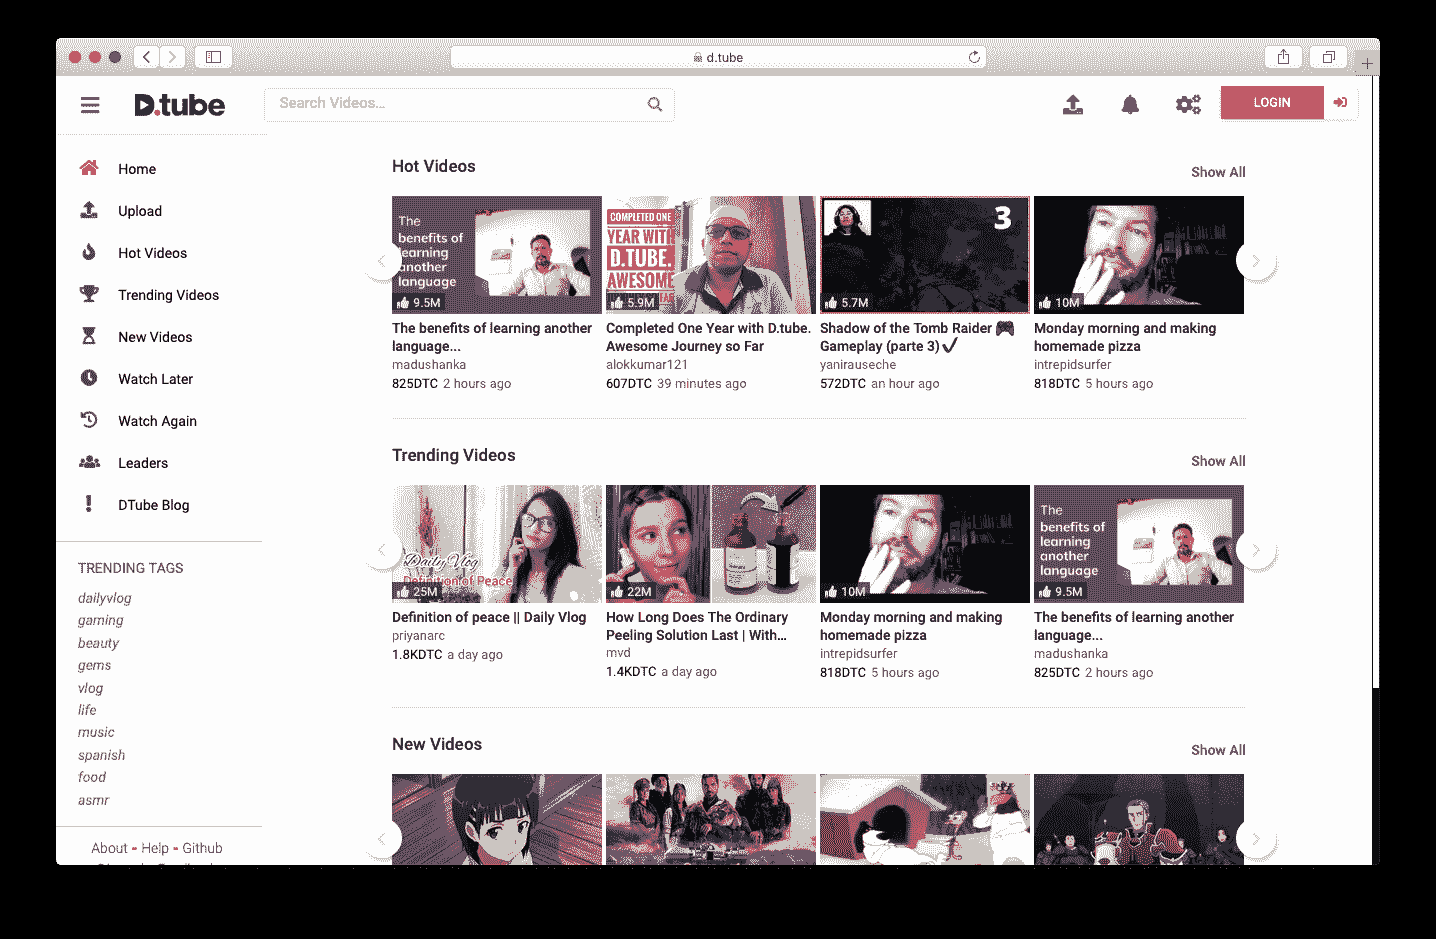 d.tube
D.tube
Search Videos...
LOGIN
Home
Upload
Hot Videos
Trending Videos
New Videos
Watch Later
Watch Again
Leaders
DTube Blog
TRENDING TAGS
dailyvlog
gaming
beauty
gems
vlog
life
music
spanish
food
asmr
About - Help - Github
Hot Videos
Show All
The
benefits of
learning
another
language
9.5M
The benefits of learning another
language...
madushanka
825DTC 2 hours ago
COMPLETED ONE
YEAR WITH
D.TUBE.
AWESOME
5.9M
Completed One Year with D.tube.
Awesome Journey so Far
alokkumar121
607DTC 39 minutes ago
3
5.7M
Shadow of the Tomb Raider 🎮
Gameplay (parte 3)✔
yanirauseche
572DTC an hour ago
10M
Monday morning and making
homemade pizza
intrepidsurfer
818DTC 5 hours ago
Trending Videos
Show All
Daily Vlog
Definition of Peace
25M
Definition of peace || Daily Vlog
priyanarc
1.8KDTC a day ago
22M
How Long Does The Ordinary
Peeling Solution Last | With...
mvd
1.4KDTC a day ago
10M
Monday morning and making
homemade pizza
intrepidsurfer
818DTC 5 hours ago
The
benefits of
learning
another
language
9.5M
The benefits of learning another
language...
madushanka
825DTC 2 hours ago
New Videos
Show All